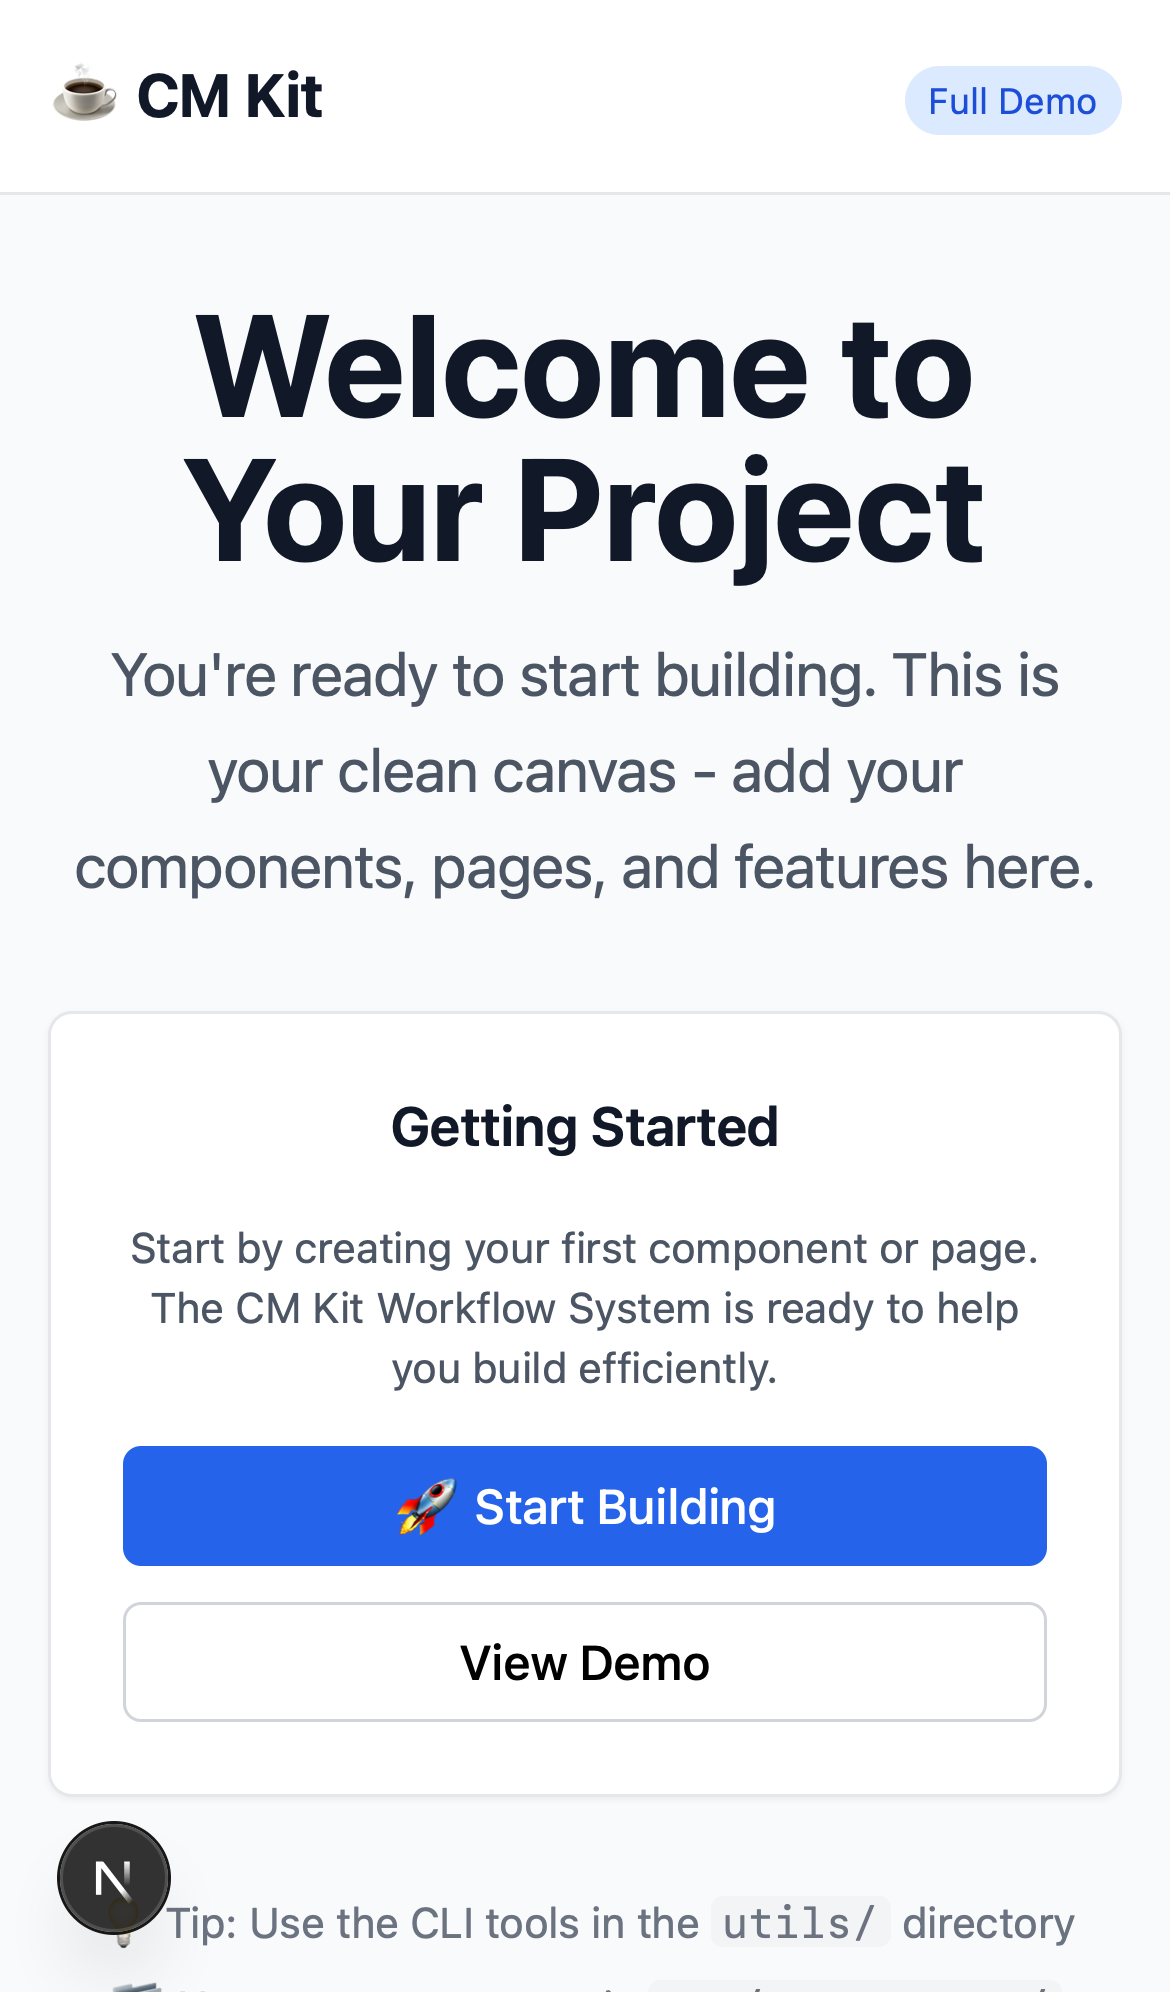 CM Kit
Full Demo
Welcome to
Your Project
You're ready to start building. This is
your clean canvas - add your
components, pages, and features here.
Getting Started
Start by creating your first component or page.
The CM Kit Workflow System is ready to help
you build efficiently.
Start Building
View Demo
N
Tip: Use the CLI tools in the utils/ directory